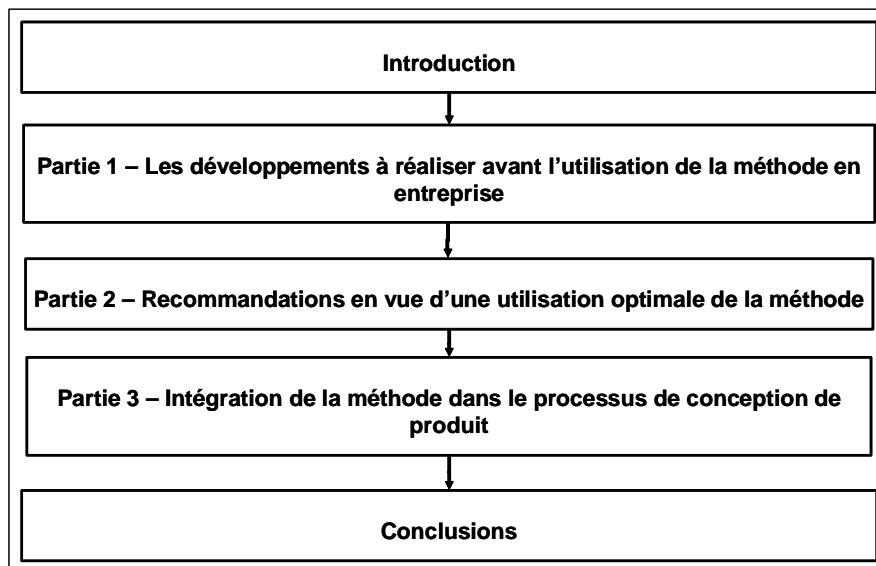 Introduction
Partie 1 – Les développements à réaliser avant l’utilisation de la méthode en
entreprise
Partie 2 – Recommandations en vue d’une utilisation optimale de la méthode
Partie 3 – Intégration de la méthode dans le processus de conception de
produit
Conclusions